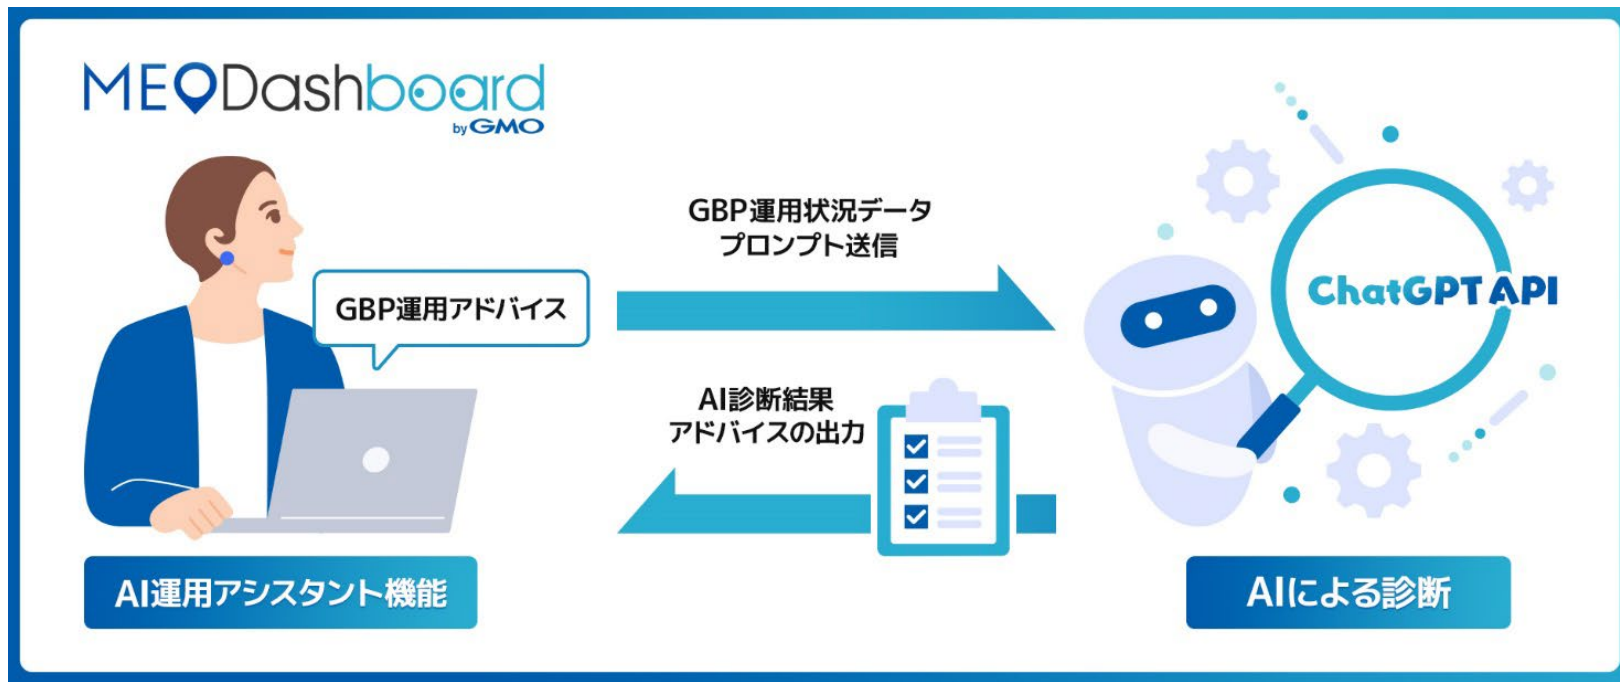 MEODashboard
by GMO
GBP運用状況データ
プロンプト送信
GBP運用アドバイス
ChatGPT API
AI診断結果
アドバイスの出力
AI運用アシスタント機能
AIによる診断